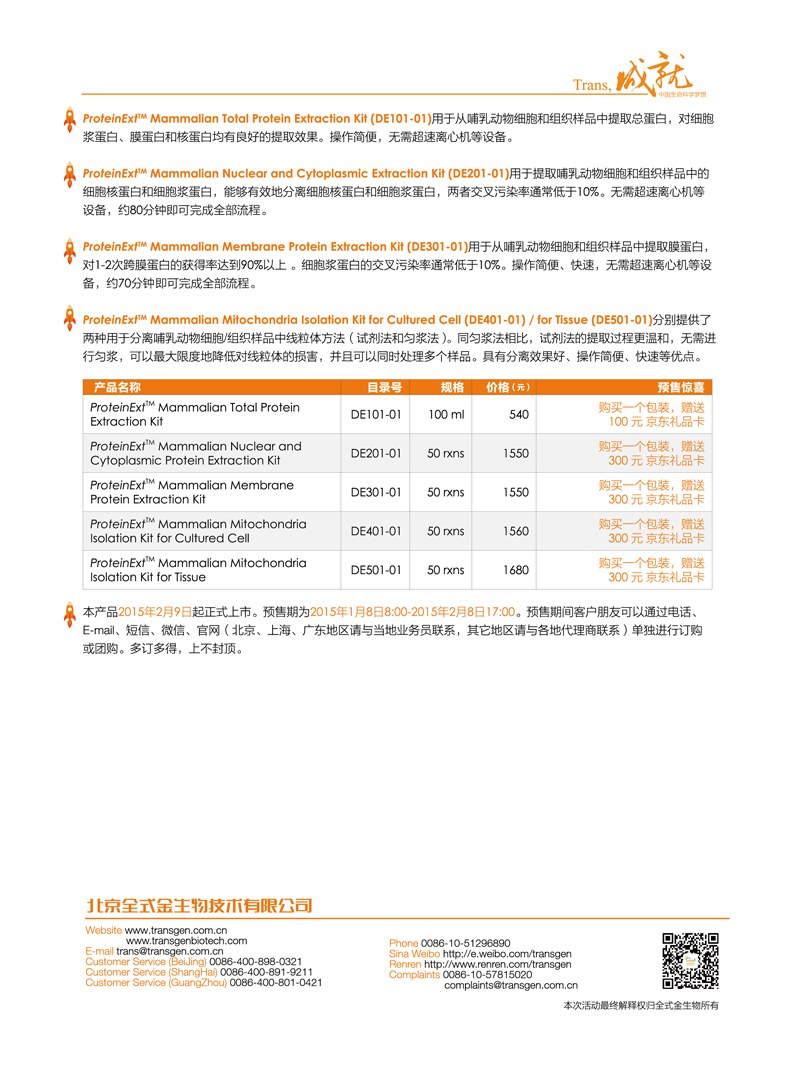 Trans, 成就
中国生命科学梦想
ProteinExt™ Mammalian Total Protein Extraction Kit (DE101-01)用于从哺乳动物细胞和组织样品中提取总蛋白，对细胞
浆蛋白、膜蛋白和核蛋白均有良好的提取效果。操作简便，无需超速离心机等设备。
ProteinExt™ Mammalian Nuclear and Cytoplasmic Extraction Kit (DE201-01)用于提取哺乳动物细胞和组织样品中的
细胞核蛋白和细胞浆蛋白，能够有效地分离细胞核蛋白和细胞浆蛋白，两者交叉污染率通常低于10%。无需超速离心机等
设备，约80分钟即可完成全部流程。
ProteinExt™ Mammalian Membrane Protein Extraction Kit (DE301-01)用于从哺乳动物细胞和组织样品中提取膜蛋白，
对1-2次跨膜蛋白的获得率达到90%以上 。细胞浆蛋白的交叉污染率通常低于10%。操作简便、快速，无需超速离心机等设
备，约70分钟即可完成全部流程。
ProteinExt™ Mammalian Mitochondria Isolation Kit for Cultured Cell (DE401-01) / for Tissue (DE501-01)分别提供了
两种用于分离哺乳动物细胞/组织样品中线粒体方法（试剂法和匀浆法）。同匀浆法相比，试剂法的提取过程更温和，无需进
行匀浆，可以最大限度地降低对线粒体的损害，并且可以同时处理多个样品。具有分离效果好、操作简便、快速等优点。
产品名称 目录号 规格 价格（元） 预售惊喜
ProteinExt™ Mammalian Total Protein
Extraction Kit
DE101-01 100 ml 540
购买一个包装，赠送
100 元 京东礼品卡
ProteinExt™ Mammalian Nuclear and
Cytoplasmic Protein Extraction Kit
DE201-01 50 rxns 1550
购买一个包装，赠送
300 元 京东礼品卡
ProteinExt™ Mammalian Membrane
Protein Extraction Kit
DE301-01 50 rxns 1550
购买一个包装，赠送
300 元 京东礼品卡
ProteinExt™ Mammalian Mitochondria
Isolation Kit for Cultured Cell
DE401-01 50 rxns 1560
购买一个包装，赠送
300 元 京东礼品卡
ProteinExt™ Mammalian Mitochondria
Isolation Kit for Tissue
DE501-01 50 rxns 1680
购买一个包装，赠送
300 元 京东礼品卡
本产品2015年2月9日起正式上市。预售期为2015年1月8日8:00-2015年2月8日17:00。预售期间客户朋友可以通过电话、
E-mail、短信、微信、官网（北京、上海、广东地区请与当地业务员联系，其它地区请与各地代理商联系）单独进行订购
或团购。多订多得，上不封顶。
北京全式金生物技术有限公司
Website www.transgen.com.cn
www.transgenbiotech.com
E-mail trans@transgen.com.cn
Customer Service (BeiJing) 0086-400-898-0321
Customer Service (ShangHai) 0086-400-891-9211
Customer Service (GuangZhou) 0086-400-801-0421
Phone 0086-10-51296890
Sina Weibo http://e.weibo.com/transgen
Renren http://www.renren.com/transgen
Complaints 0086-10-57815020
complaints@transgen.com.cn
本次活动最终解释权归全式金生物所有